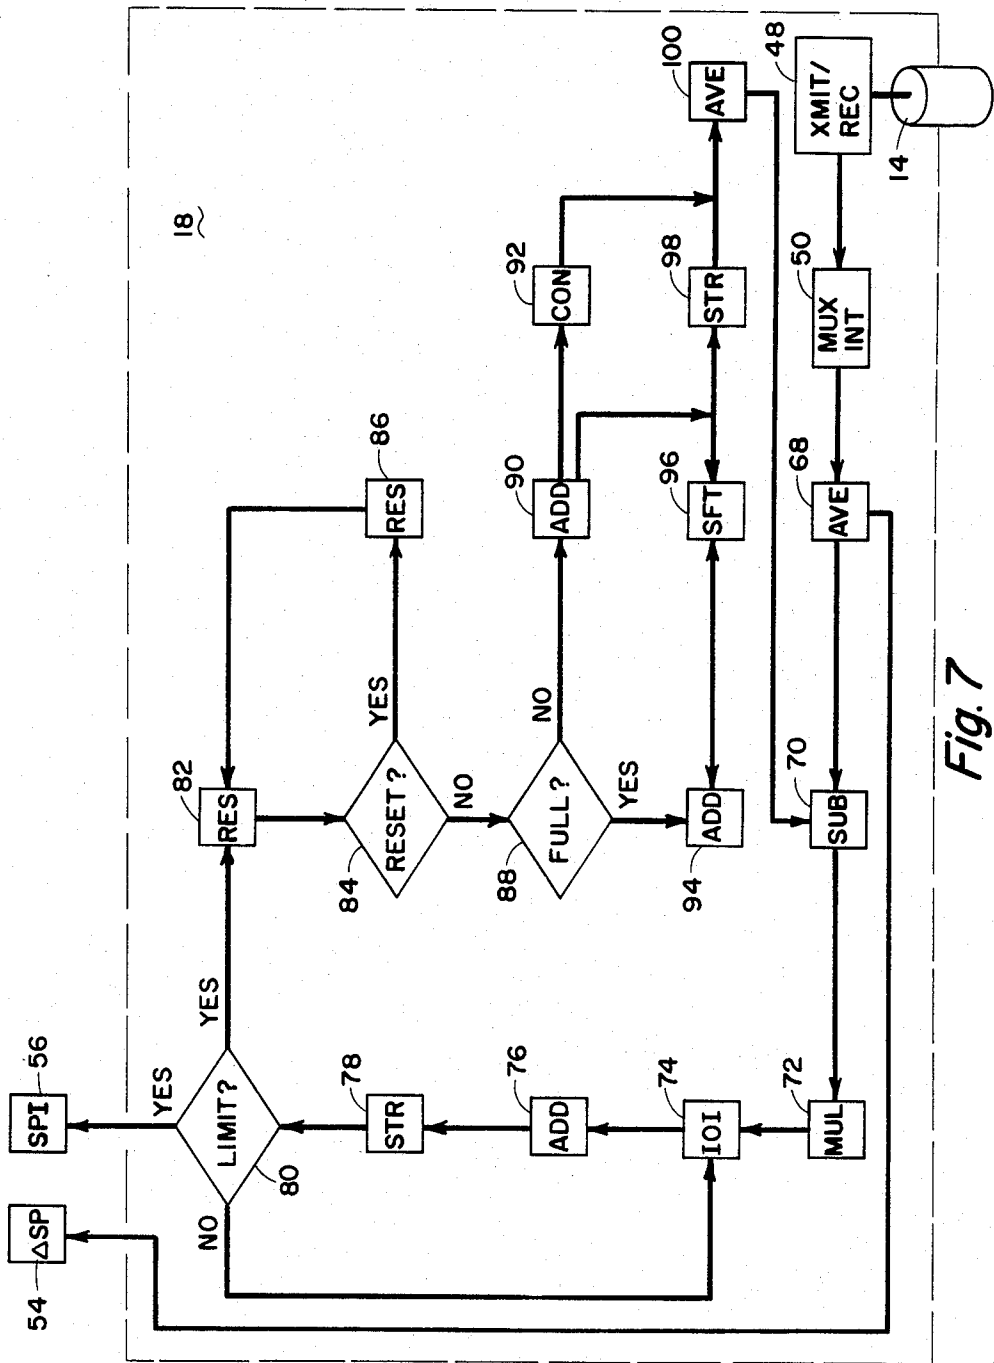 54
ΔSP
SPI
56
YES
18
NO
LIMIT?
YES
82
RES
80
84
RESET?
YES
RES
86
STR
78
NO
88
FULL?
NO
ADD
90
CON
92
ADD
76
YES
94
ADD
SFT
96
STR
98
AVE
100
IOI
74
MUL
72
SUB
70
AVE
68
MUX
INT
50
XMIT/
REC
48
14
Fig. 7